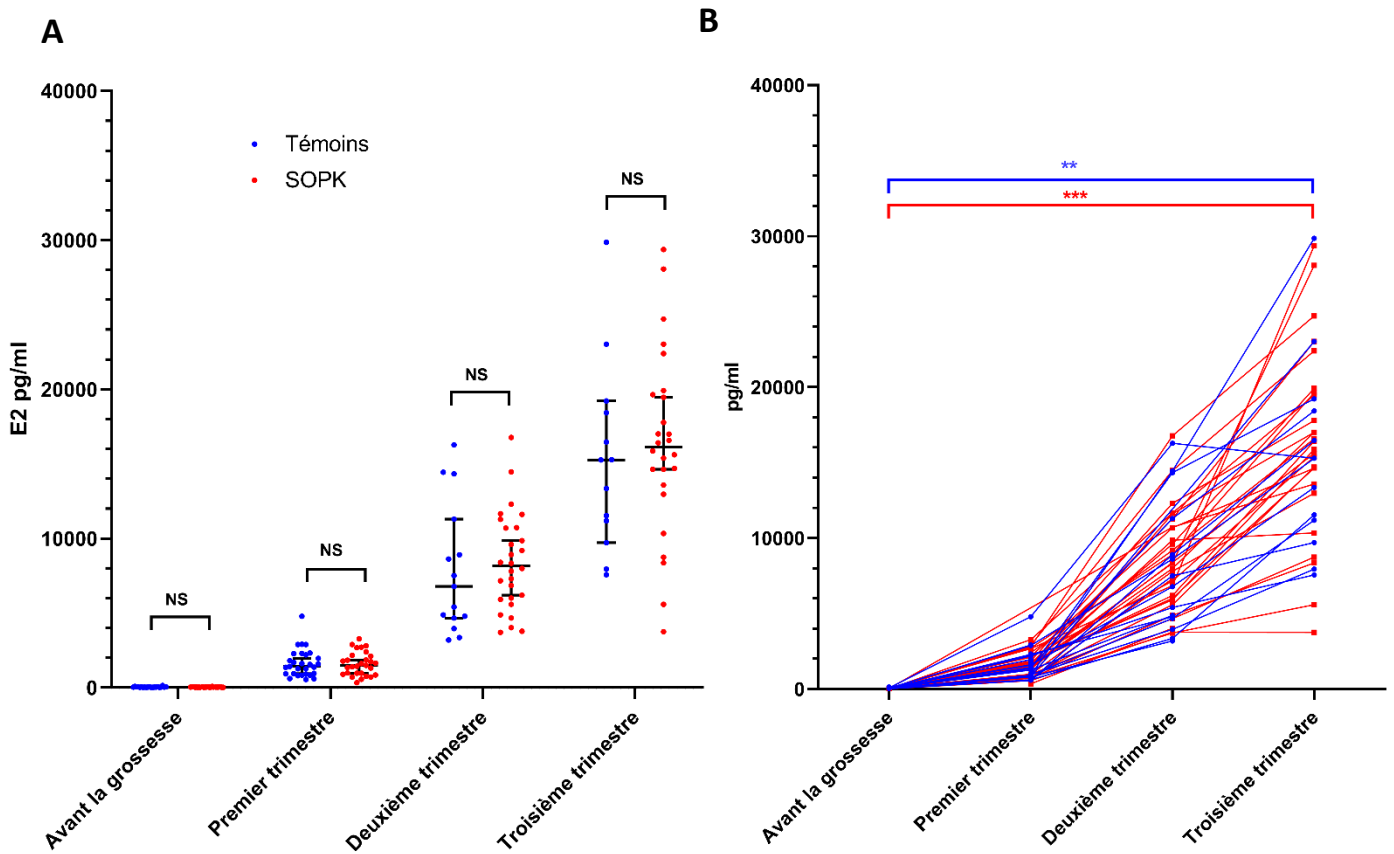 A
40000
30000
20000
10000
0
E2 pg/ml
Témoins
SOPK
NS
NS
NS
NS
Avant la grossesse
Premier trimestre
Deuxième trimestre
Troisième trimestre
B
40000
30000
20000
10000
0
pg/ml
**
***
Avant la grossesse
Premier trimestre
Deuxième trimestre
Troisième trimestre